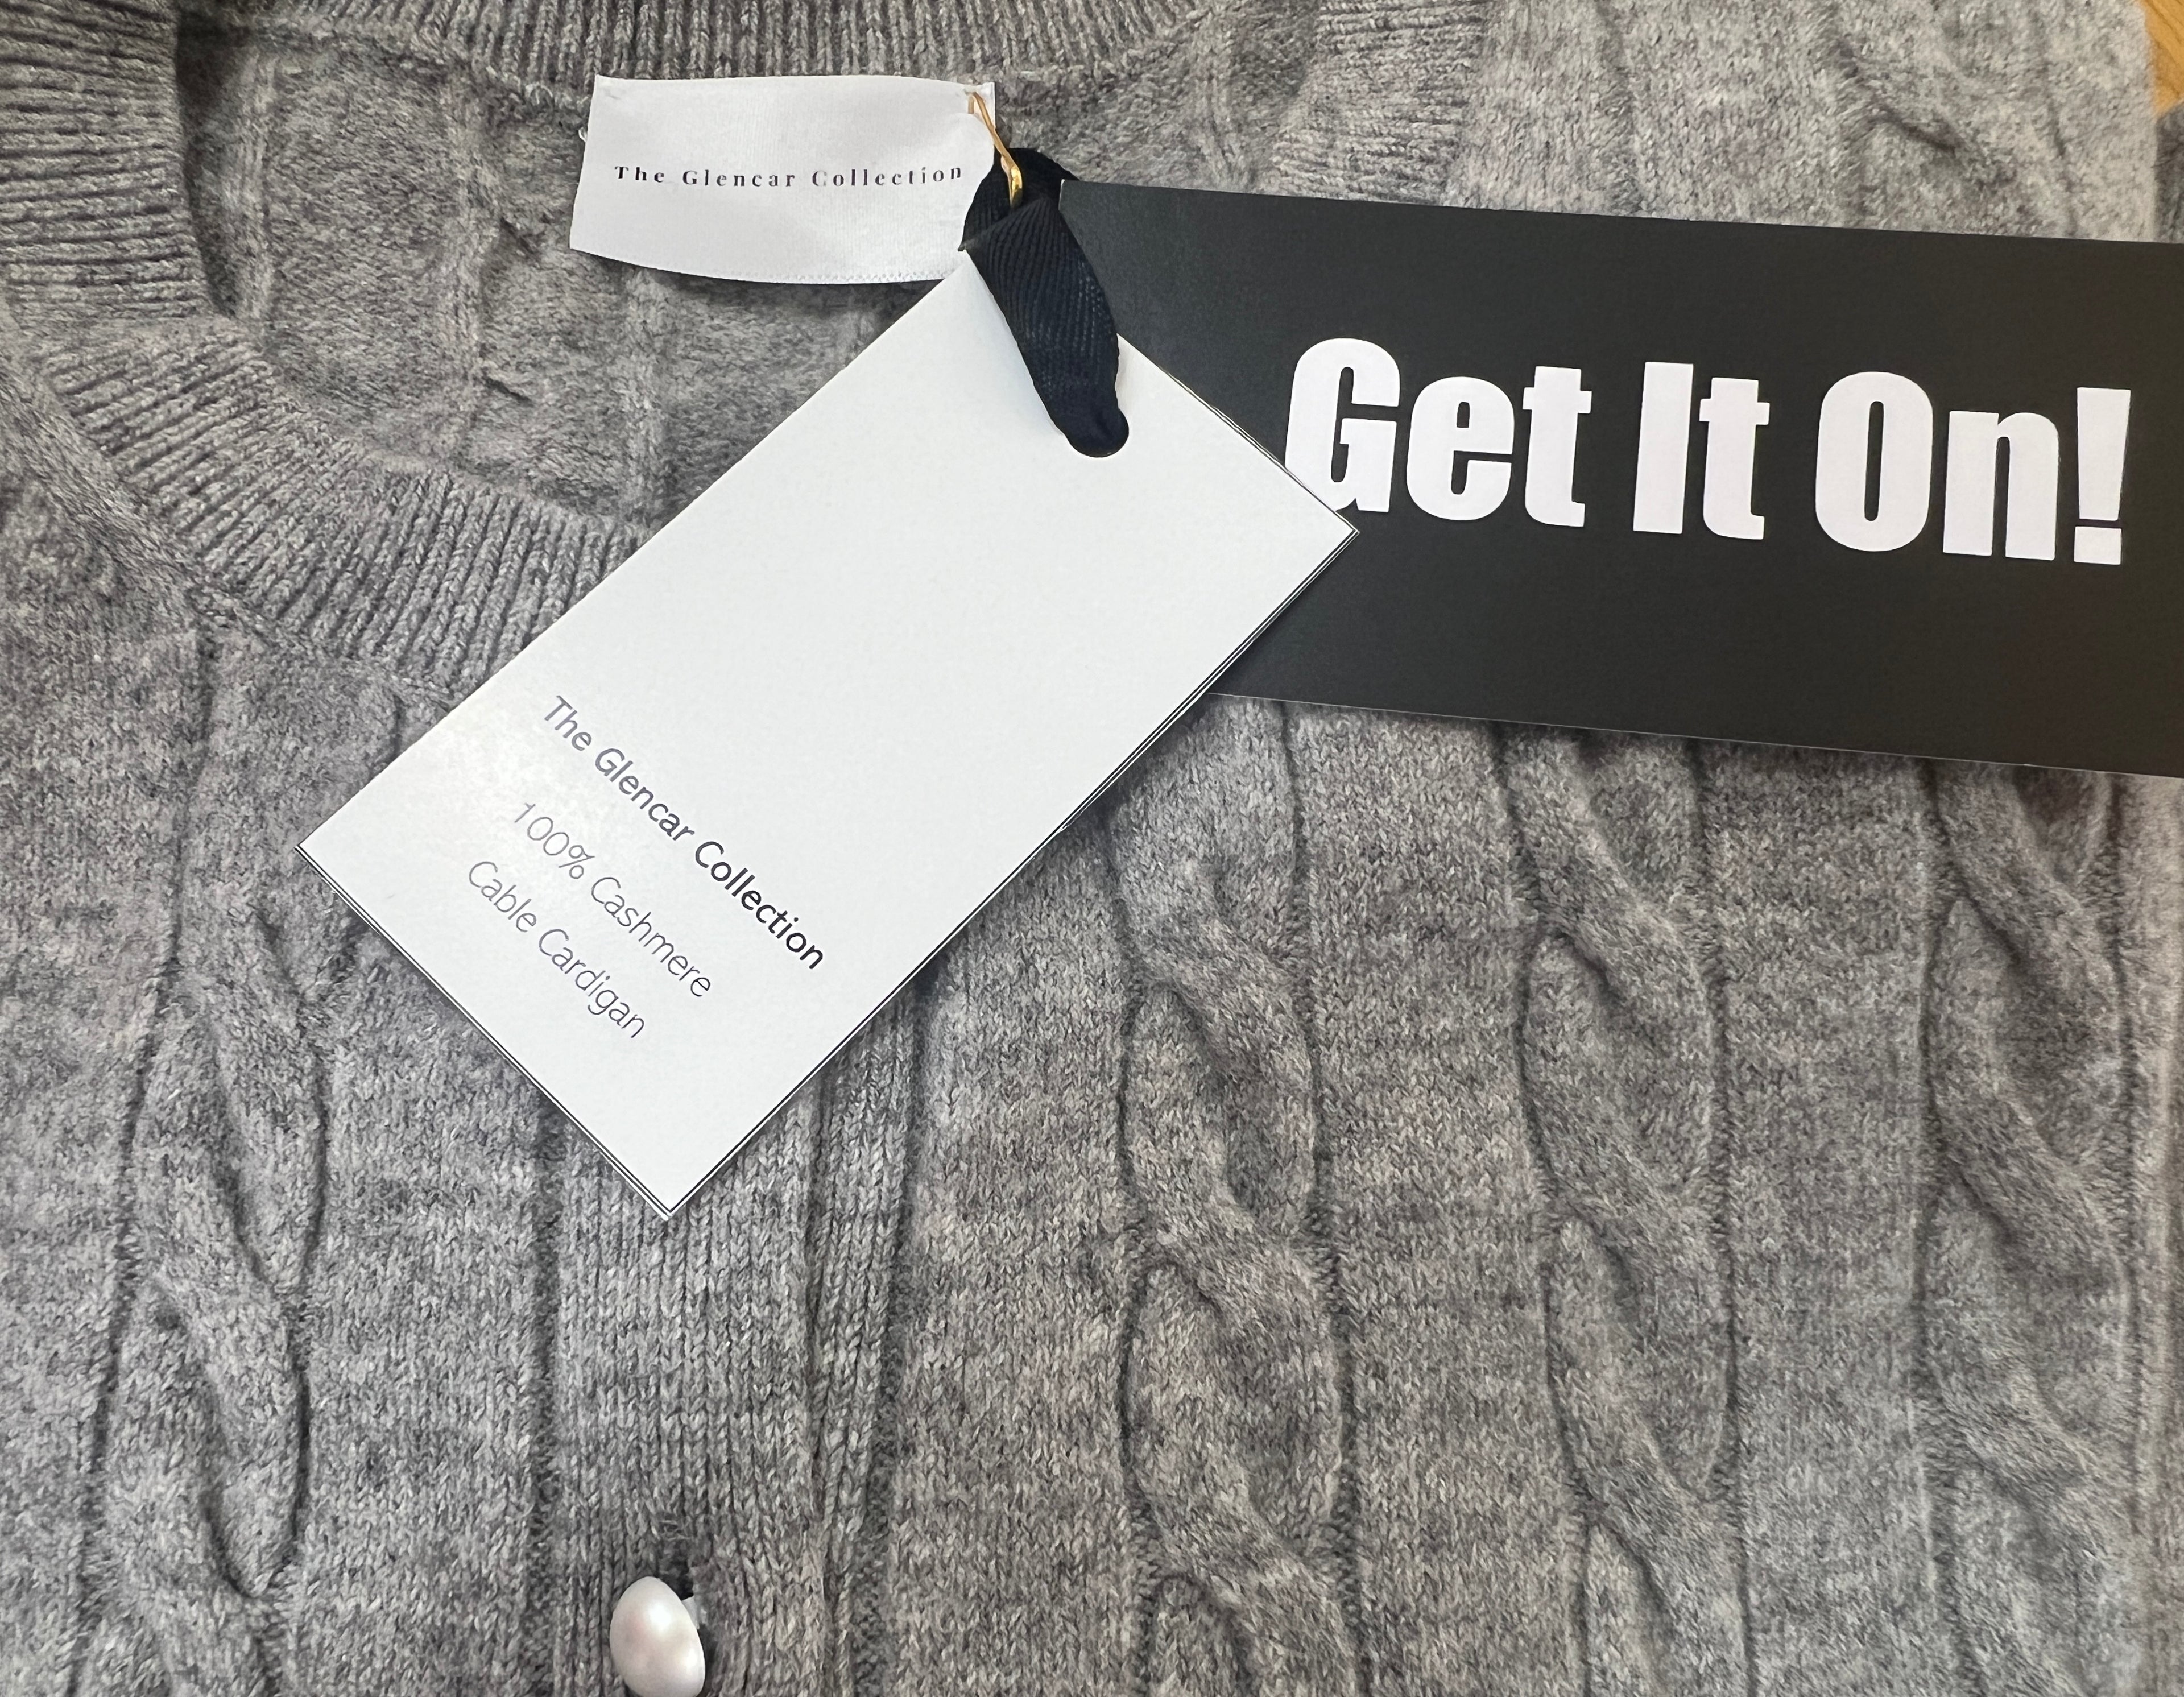 The Glencar Collection
Get It On!
The Glencar Collection
100% Cashmere
Cable Cardigan